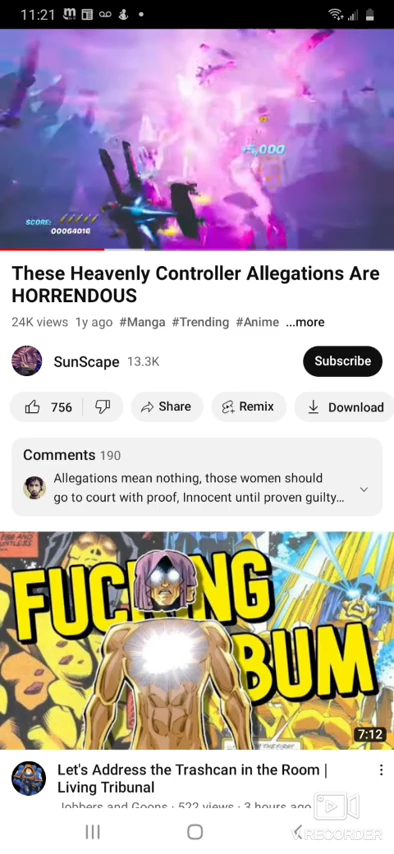 11:21
+5,000
SCORE:
00064016
These Heavenly Controller Allegations Are
HORRENDOUS
24K views 1y ago #Manga #Trending #Anime ...more
SunScape 13.3K
Subscribe
756 Share Remix Download
Comments 190
Allegations mean nothing, those women should
go to court with proof, Innocent until proven guilty...
FUC NG
BUM
7:12
Let's Address the Trashcan in the Room |
Living Tribunal
Jobbers and Goons · 522 views · 3 hours ago
RECORDER